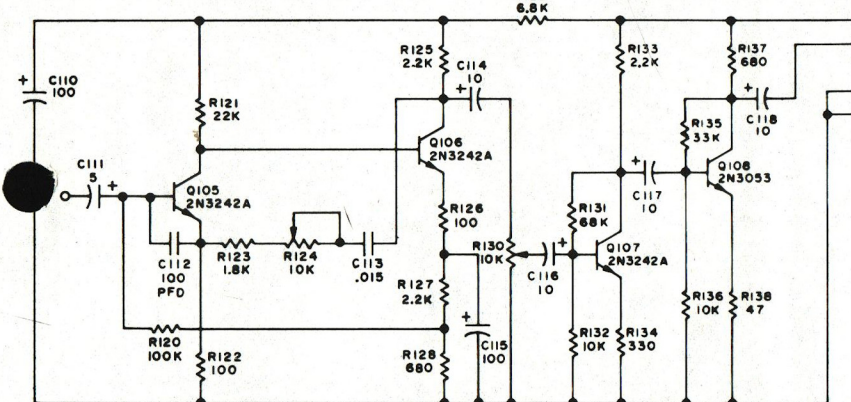 6.8K
R125
2.2K
C114
10
+
R133
2.2K
R137
680
+
C110
100
R121
22K
R135
33K
+
C118
10
C111
5
+
Q105
2N3242A
Q106
2N3242A
+
C117
10
Q108
2N3053
R126
100
R131
68K
R130
10K
+
C116
10
Q107
2N3242A
C112
100
PFD
R123
1.8K
R124
10K
C113
.015
R127
2.2K
+
C115
100
R136
10K
R138
47
R120
100K
R122
100
R128
680
R132
10K
R134
330